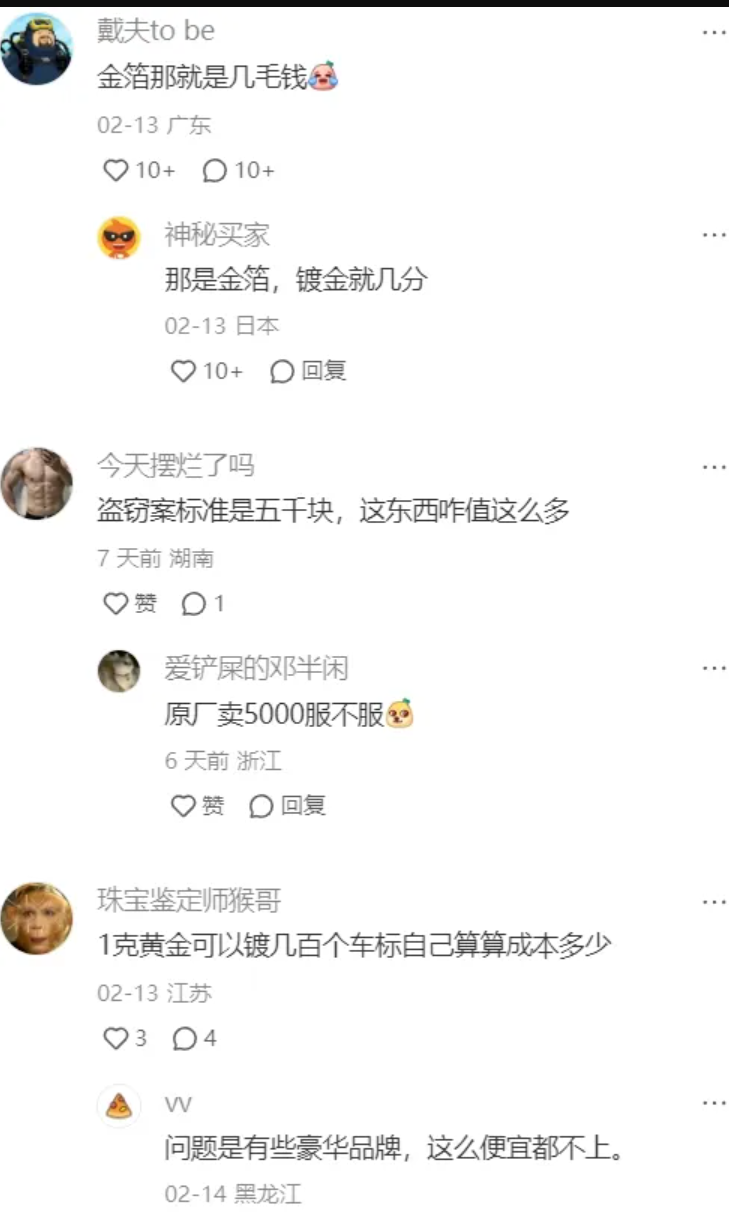 戴夫to be
金箔那就是几毛钱
02-13 广东
10+ 10+
神秘买家
那是金箔，镀金就几分
02-13 日本
10+ 回复
今天摆烂了吗
盗窃案标准是五千块，这东西咋值这么多
7 天前 湖南
赞 1
爱铲屎的邓半闲
原厂卖5000服不服
6 天前 浙江
赞 回复
珠宝鉴定师猴哥
1克黄金可以镀几百个车标自己算算成本多少
02-13 江苏
3 4
VV
问题是有些豪华品牌，这么便宜都不上。
02-14 黑龙江